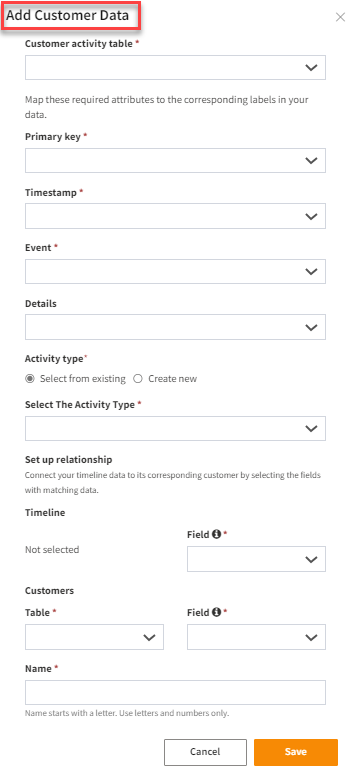 Add Customer Data
Customer activity table *
Map these required attributes to the corresponding labels in your
data.
Primary key *
Timestamp *
Event *
Details
Activity type*
Select from existing Create new
Select The Activity Type *
Set up relationship
Connect your timeline data to its corresponding customer by selecting the fields
with matching data.
Timeline
Field *
Not selected
Customers
Table * Field *
Name *
Name starts with a letter. Use letters and numbers only.
Cancel Save